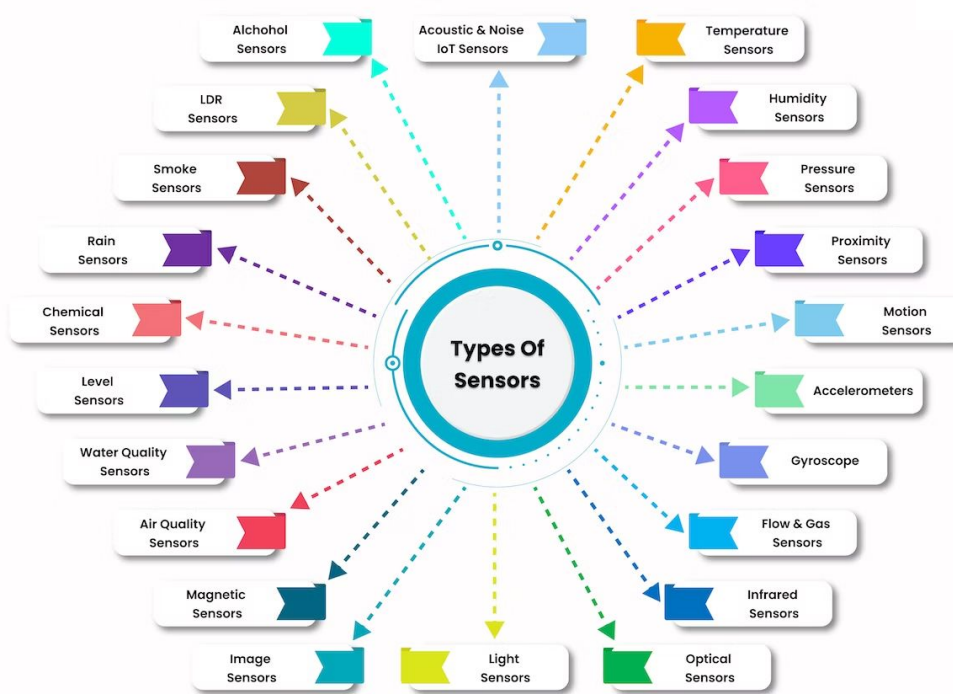 Types Of
Sensors
Acoustic & Noise
IoT Sensors
Temperature
Sensors
Humidity
Sensors
Pressure
Sensors
Proximity
Sensors
Motion
Sensors
Accelerometers
Gyroscope
Flow & Gas
Sensors
Infrared
Sensors
Optical
Sensors
Light
Sensors
Image
Sensors
Magnetic
Sensors
Air Quality
Sensors
Water Quality
Sensors
Level
Sensors
Chemical
Sensors
Rain
Sensors
Smoke
Sensors
LDR
Sensors
Alchohol
Sensors